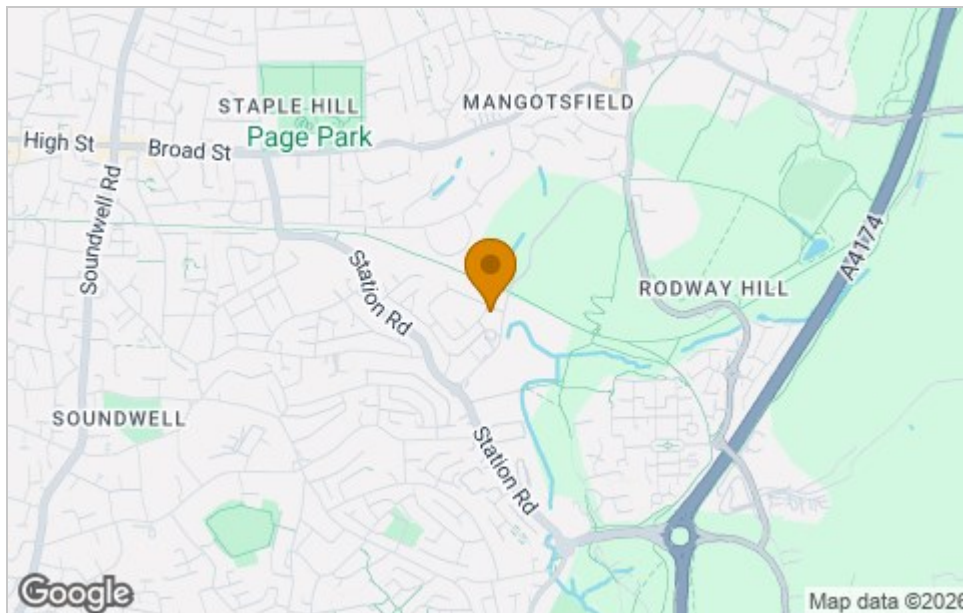 MANGOTSFIELD
STAPLE HILL
Page Park
High St
Broad St
Soundwell Rd
A4174
Station Rd
RODWAY HILL
SOUNDWELL
Station Rd
Google
Map data ©2026